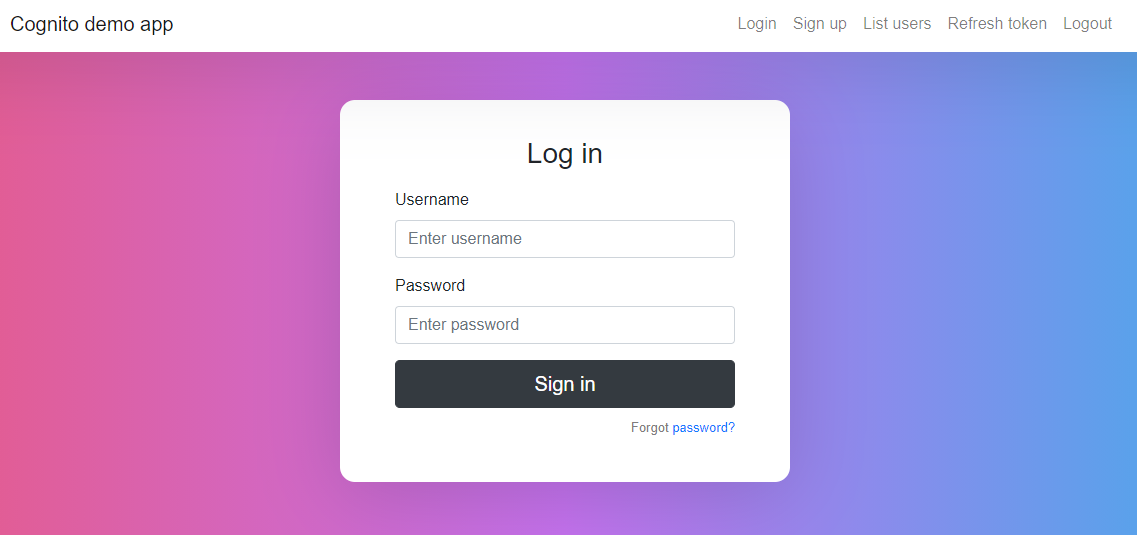 Cognito demo app Login Sign up List users Refresh token Logout
Log in
Username
Enter username
Password
Enter password
Sign in
Forgot password?